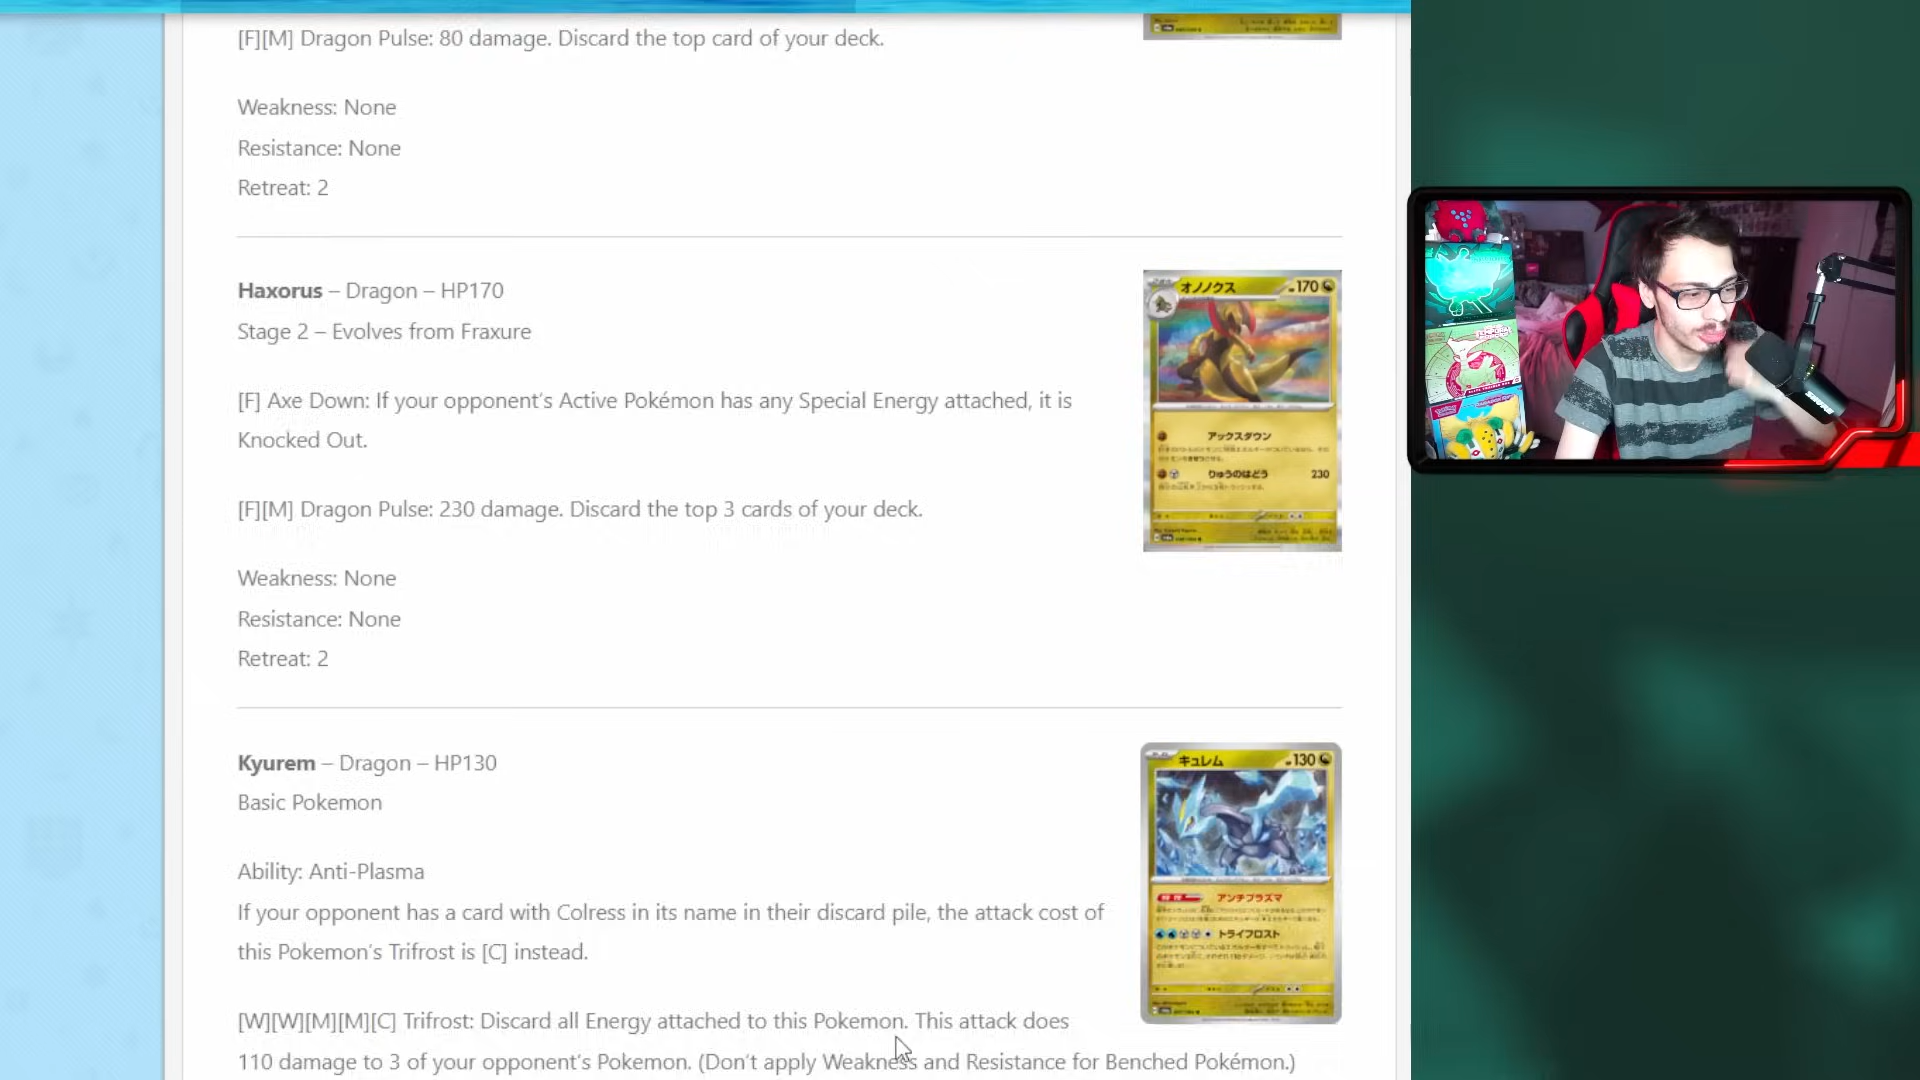 [F][M] Dragon Pulse: 80 damage. Discard the top card of your deck.
Weakness: None
Resistance: None
Retreat: 2
Haxorus – Dragon – HP170
Stage 2 – Evolves from Fraxure
[F] Axe Down: If your opponent’s Active Pokémon has any Special Energy attached, it is
Knocked Out.
[F][M] Dragon Pulse: 230 damage. Discard the top 3 cards of your deck.
Weakness: None
Resistance: None
Retreat: 2
オノノクス 170
アックスダウン
りゅうのはどう 230
Kyurem – Dragon – HP130
Basic Pokemon
Ability: Anti-Plasma
If your opponent has a card with Colress in its name in their discard pile, the attack cost of
this Pokemon’s Trifrost is [C] instead.
[W][W][M][M][C] Trifrost: Discard all Energy attached to this Pokemon. This attack does
110 damage to 3 of your opponent’s Pokemon. (Don’t apply Weakness and Resistance for Benched Pokémon.)
キュレム 130
アンチプラズマ
トライフロスト